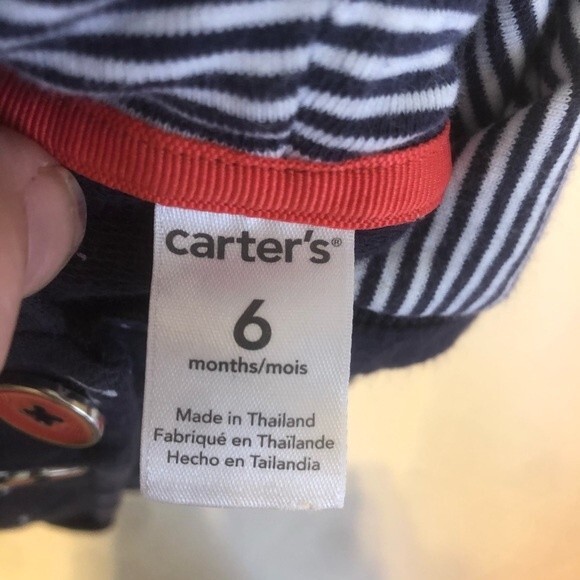 carter's®
6
months/mois
Made in Thailand
Fabriqué en Thaïlande
Hecho en Tailandia